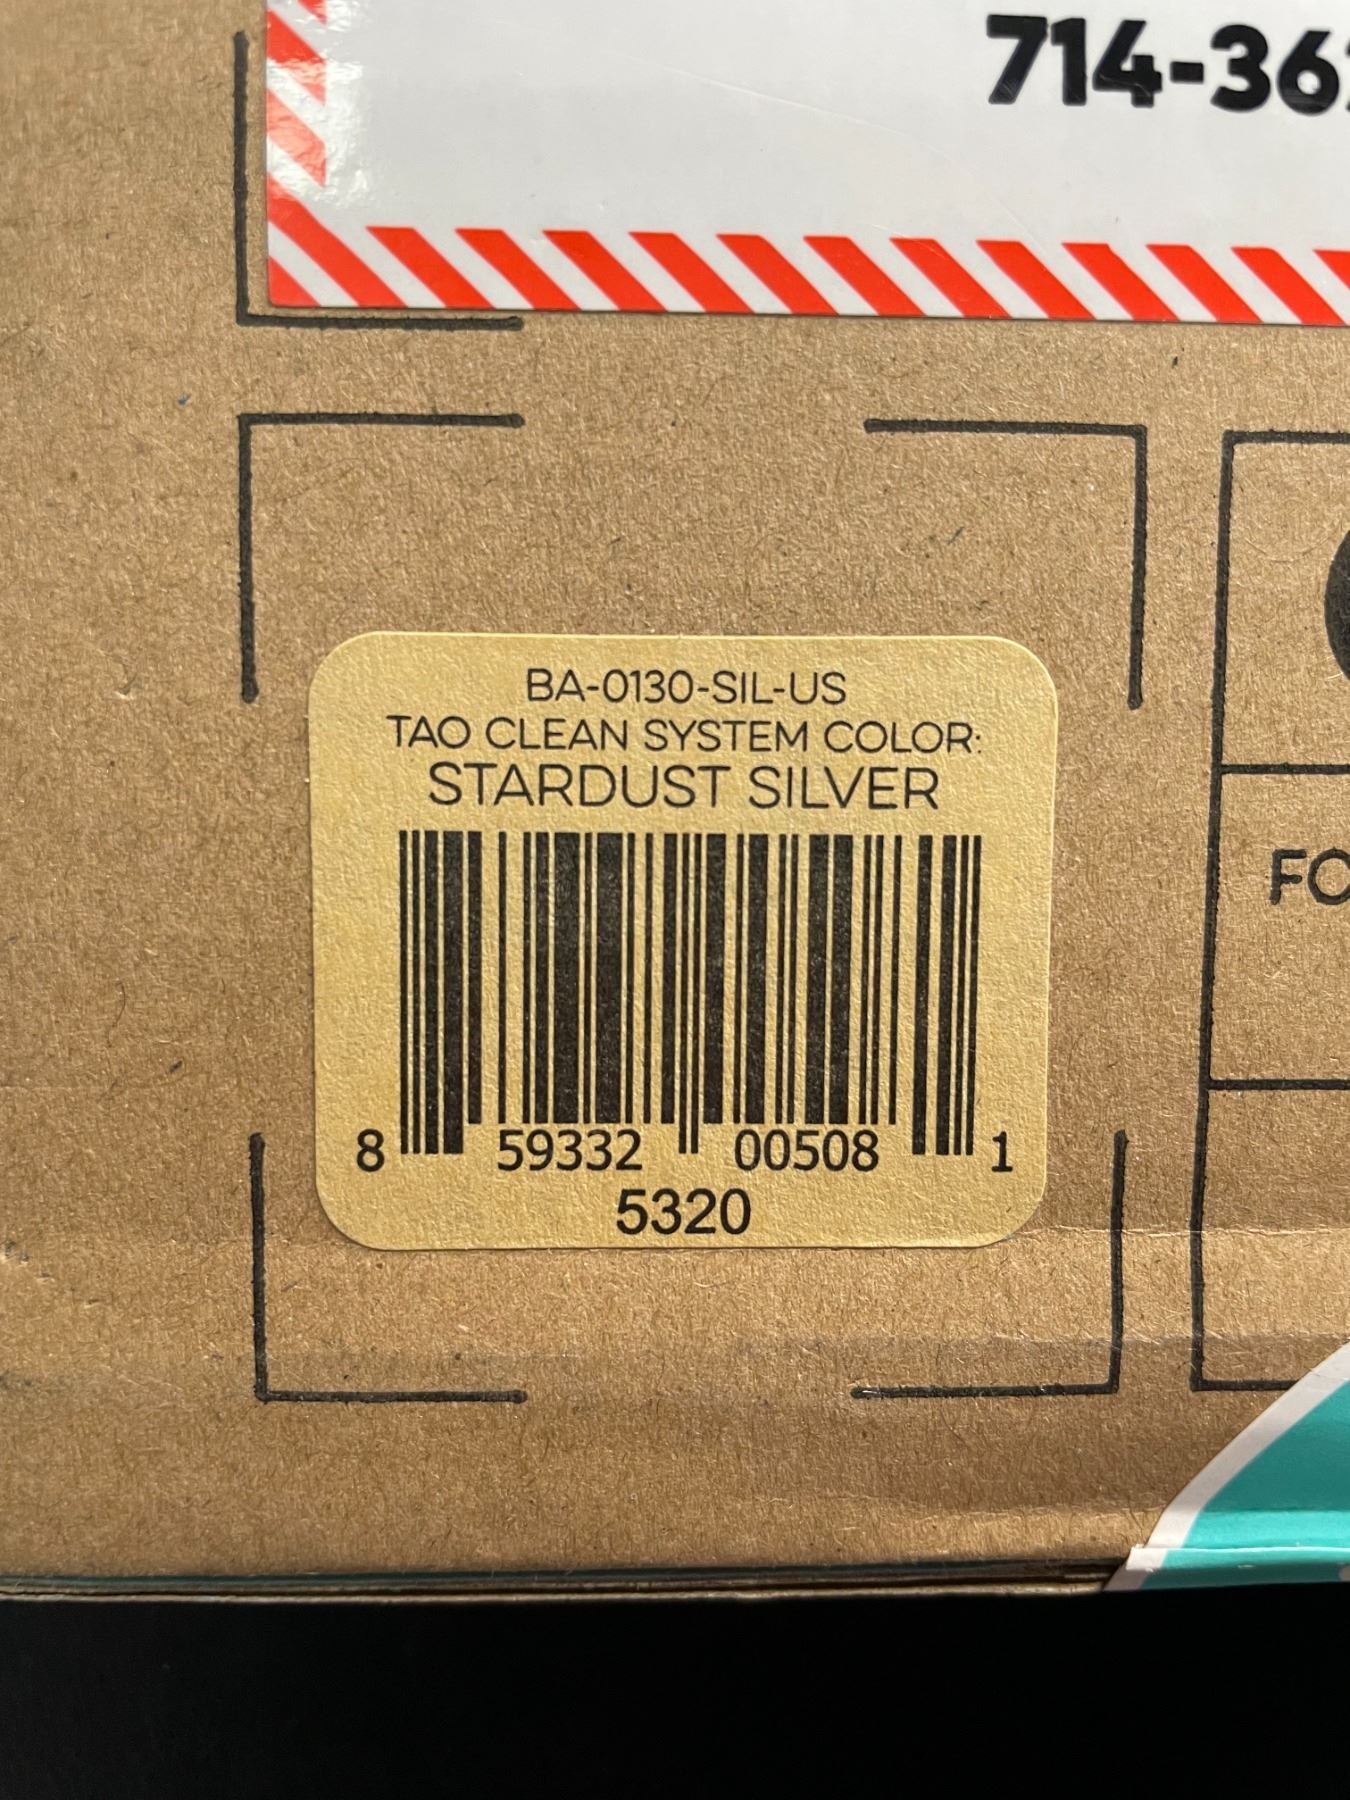 714-36
BA-0130-SIL-US
TAO CLEAN SYSTEM COLOR:
STARDUST SILVER
8 59332 00508 1
5320
FO